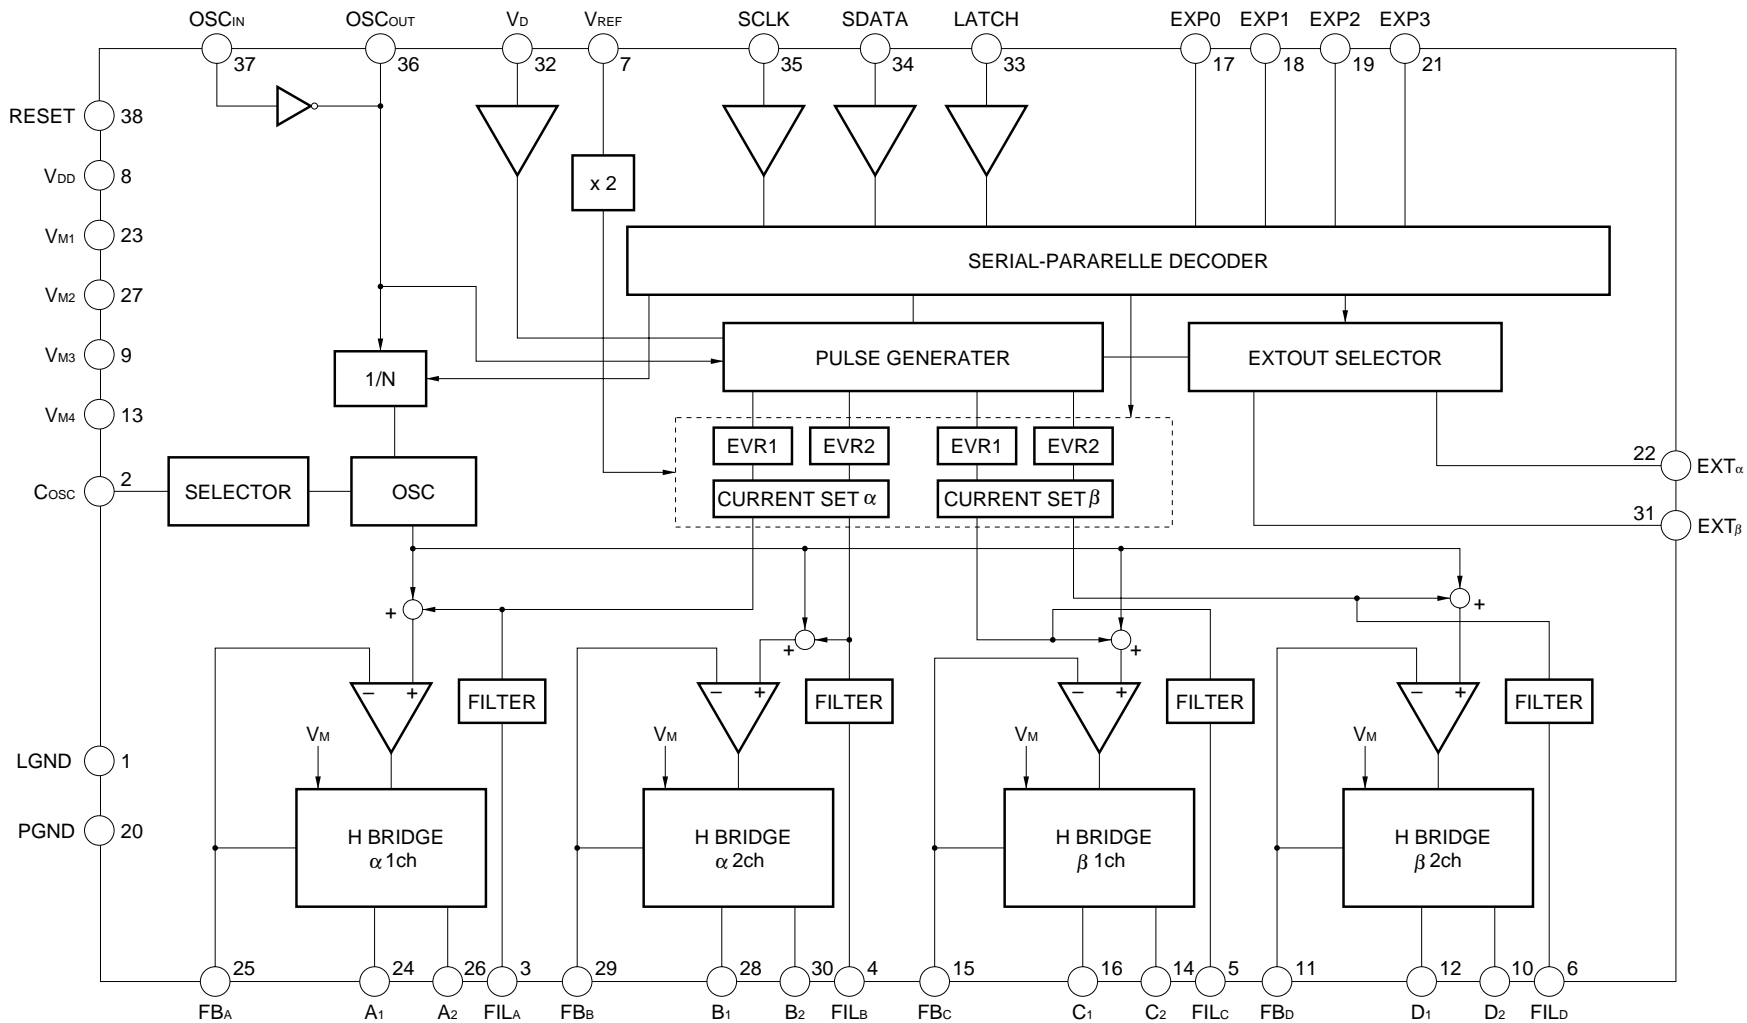 OSCIN OSCOUT VD VREF SCLK SDATA LATCH EXP0 EXP1 EXP2 EXP3
37 36 32 7 35 34 33 17 18 19 21
RESET 38
VDD 8
x 2
VM1 23
SERIAL-PARARELLE DECODER
VM2 27
VM3 9
PULSE GENERATER
EXTOUT SELECTOR
1/N
VM4 13
EVR1 EVR2 EVR1 EVR2
22 EXTα
COSC 2
SELECTOR
OSC
CURRENT SET α
CURRENT SET β
31 EXTβ
+ + + +
– + – + – + – +
FILTER FILTER FILTER FILTER
VM VM VM VM
LGND 1
PGND 20
H BRIDGE H BRIDGE H BRIDGE H BRIDGE
α 1ch α 2ch β 1ch β 2ch
25 24 26 3 29 28 30 4 15 16 14 5 11 12 10 6
FBA A1 A2 FILA FBB B1 B2 FILB FBC C1 C2 FILC FBD D1 D2 FILD